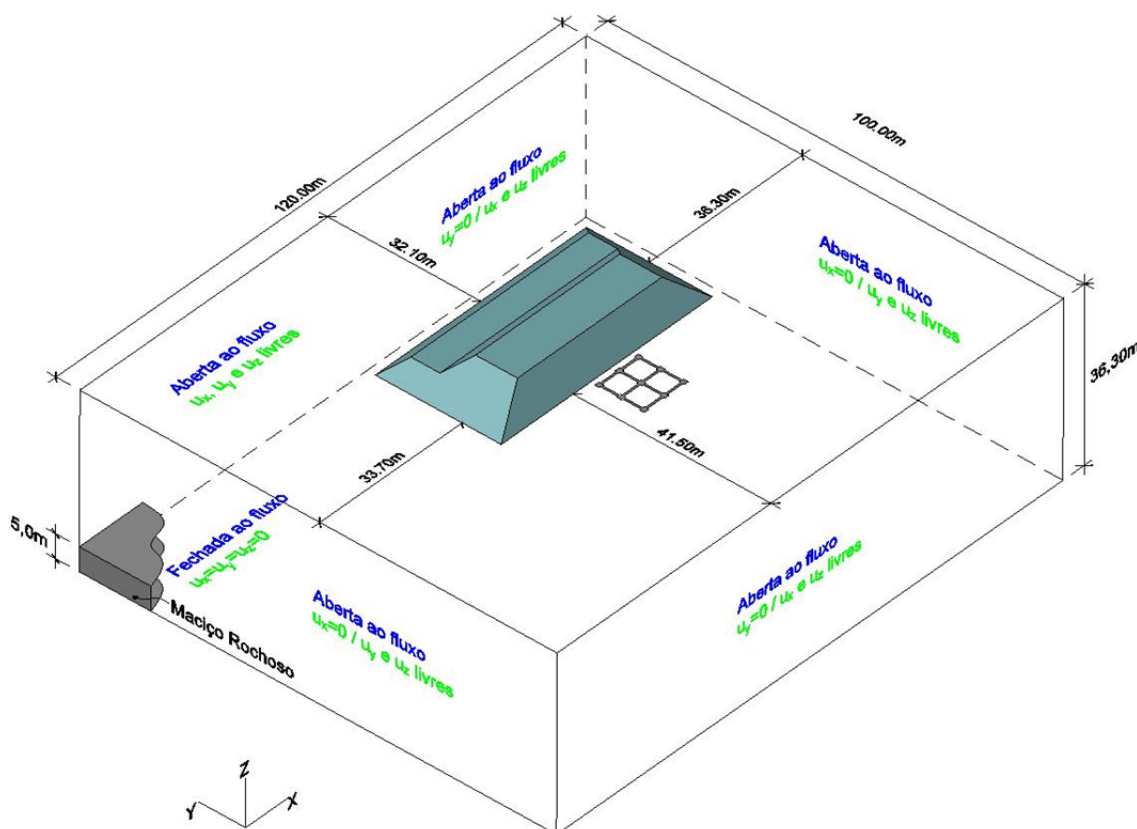 120.00m
100.00m
Aberta ao fluxo
uy=0 / ux e uz livres
36.30m
32.10m
Aberta ao fluxo
ux=0 / uy e uz livres
Aberta ao fluxo
ux, uy e uz livres
36,30m
41.50m
33.70m
5,0m
Fechada ao fluxo
ux=uy=uz=0
Maciço Rochoso
Aberta ao fluxo
ux=0 / uy e uz livres
Aberta ao fluxo
uy=0 / ux e uz livres
Z
Y
X